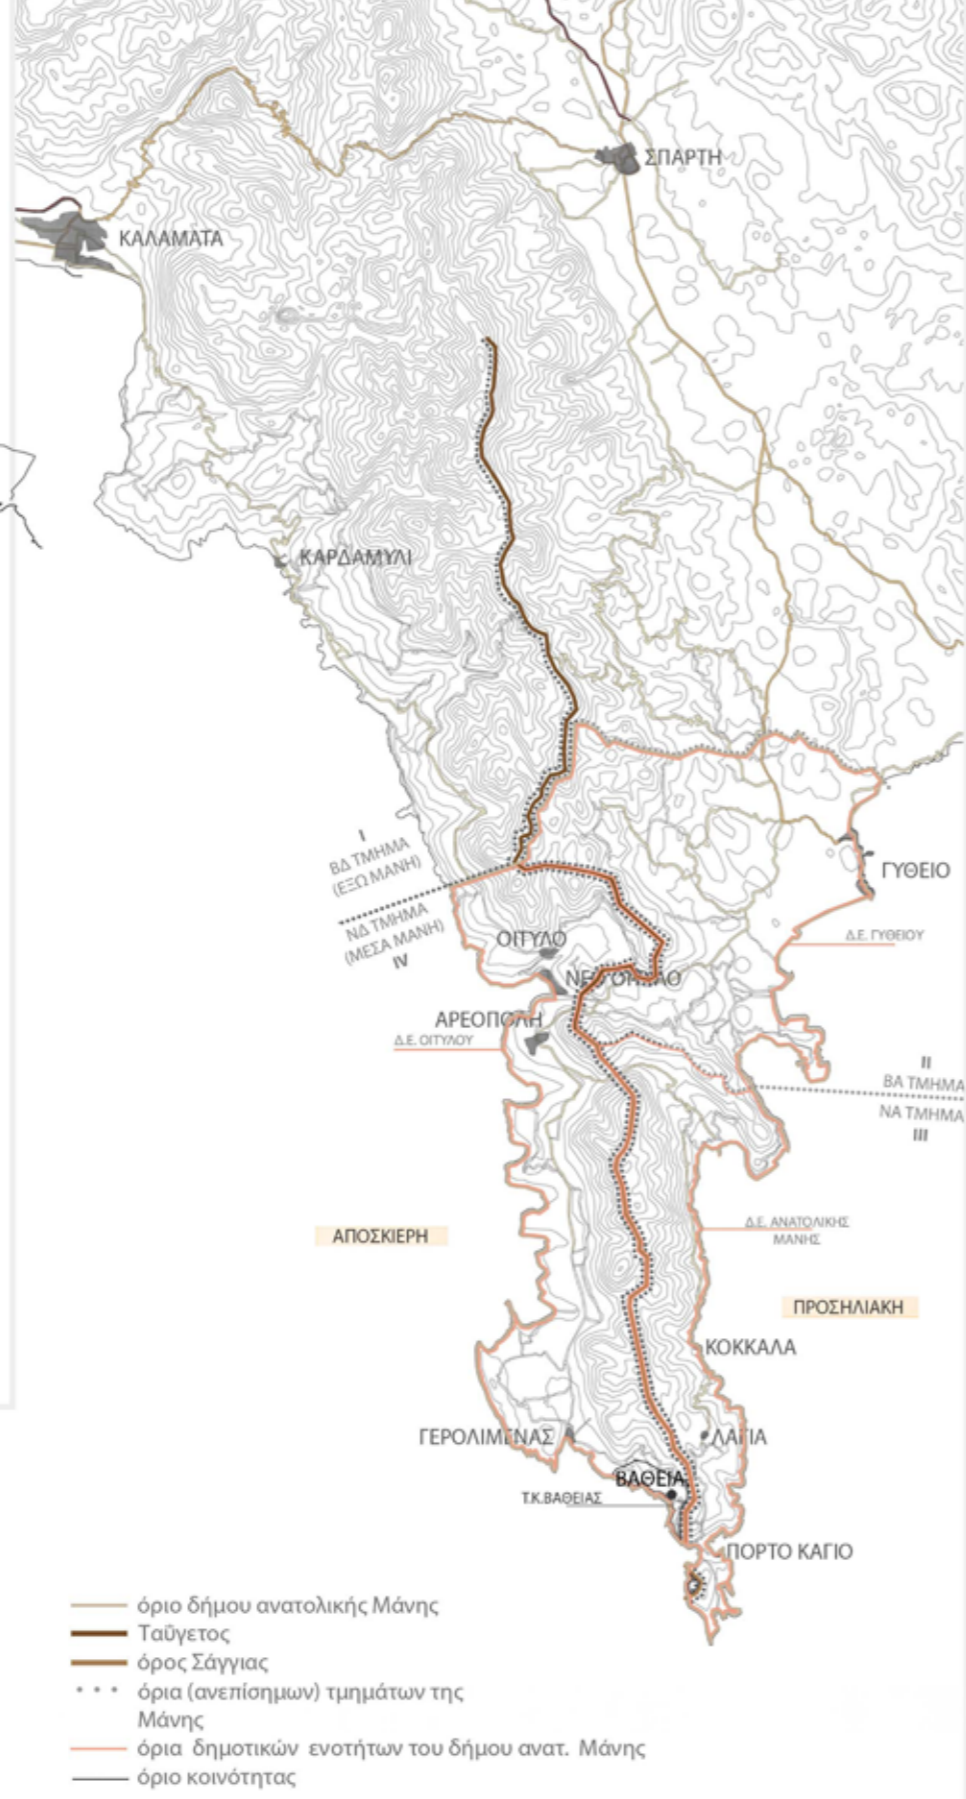 ΣΠΑΡΤΗ
ΚΑΛΑΜΑΤΑ
ΚΑΡΔΑΜΥΛΙ
I
ΒΔ ΤΜΗΜΑ
(ΕΞΩ ΜΑΝΗ)
ΝΔ ΤΜΗΜΑ
(ΜΕΣΑ ΜΑΝΗ)
IV
ΓΥΘΕΙΟ
Δ.Ε. ΓΥΘΕΙΟΥ
ΟΙΤΥΛΟ
ΝΕΟ ΟΙΤΥΛΟ
ΑΡΕΟΠΟΛΗ
Δ.Ε. ΟΙΤΥΛΟΥ
II
ΒΑ ΤΜΗΜΑ
ΝΑ ΤΜΗΜΑ
III
Δ.Ε. ΑΝΑΤΟΛΙΚΗΣ
ΜΑΝΗΣ
ΑΠΟΣΚΙΕΡΗ
ΠΡΟΣΗΛΙΑΚΗ
ΚΟΚΚΑΛΑ
ΓΕΡΟΛΙΜΕΝΑΣ
ΛΑΓΙΑ
ΒΑΘΕΙΑ
Τ.Κ.ΒΑΘΕΙΑΣ
ΠΟΡΤΟ ΚΑΓΙΟ
όριο δήμου ανατολικής Μάνης
Ταΰγετος
όρος Σάγγιας
όρια (ανεπίσημων) τμημάτων της
Μάνης
όρια δημοτικών ενοτήτων του δήμου ανατ. Μάνης
όριο κοινότητας